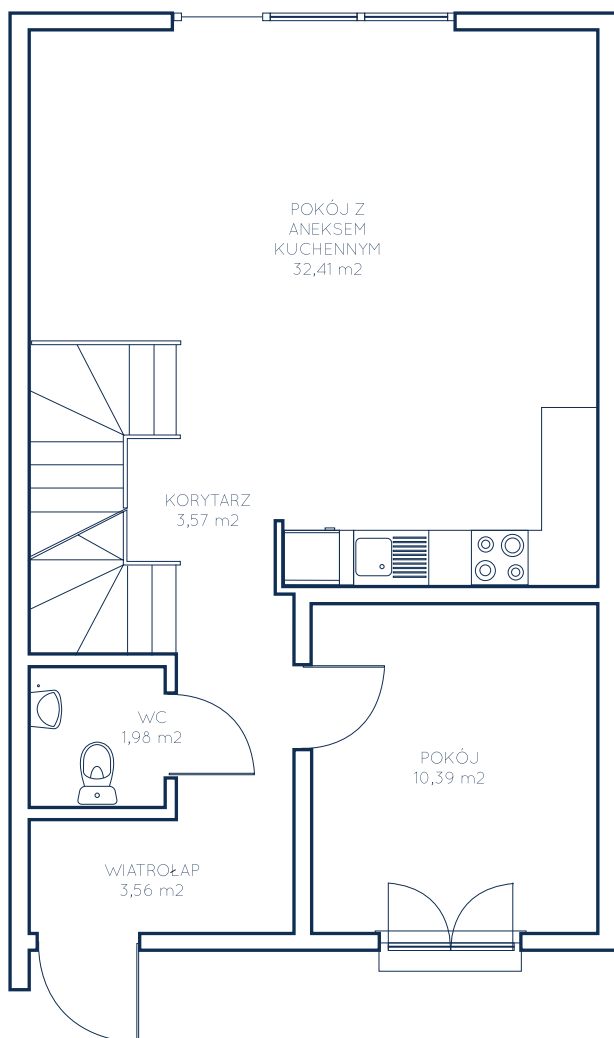 POKÓJ Z
ANEKSEM
KUCHENNYM
32,41 m2
KORYTARZ
3,57 m2
WC
1,98 m2
POKÓJ
10,39 m2
WIATROŁAP
3,56 m2